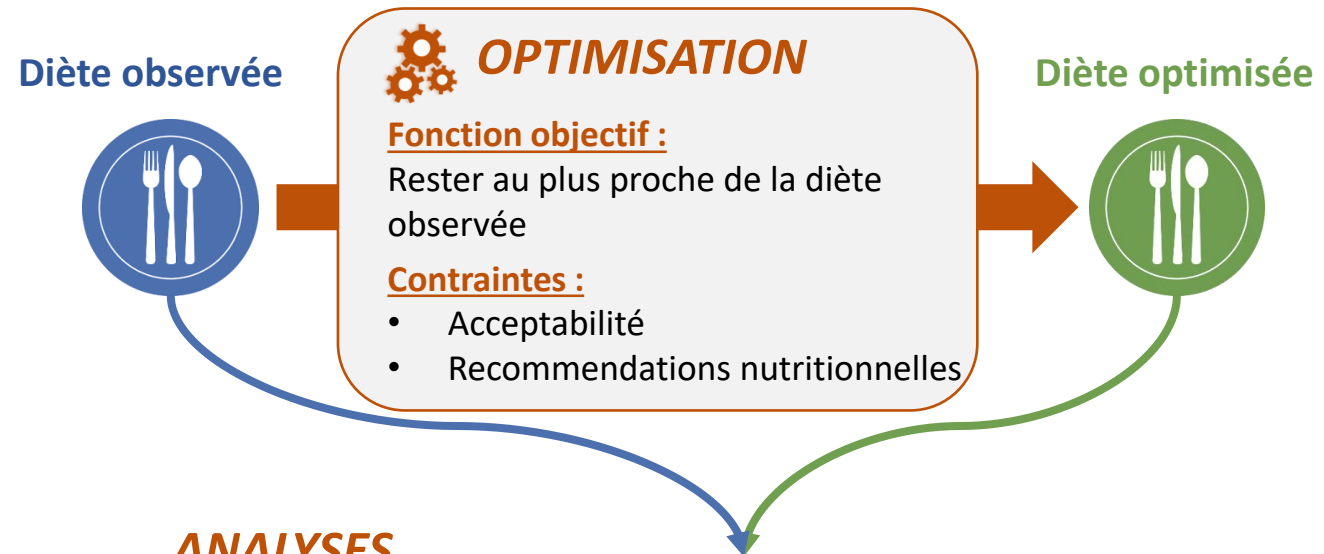 OPTIMISATION
Diète observée
Diète optimisée
Fonction objectif :
Rester au plus proche de la diète
observée
Contraintes :
• Acceptabilité
• Recommendations nutritionnelles
ANALYSES